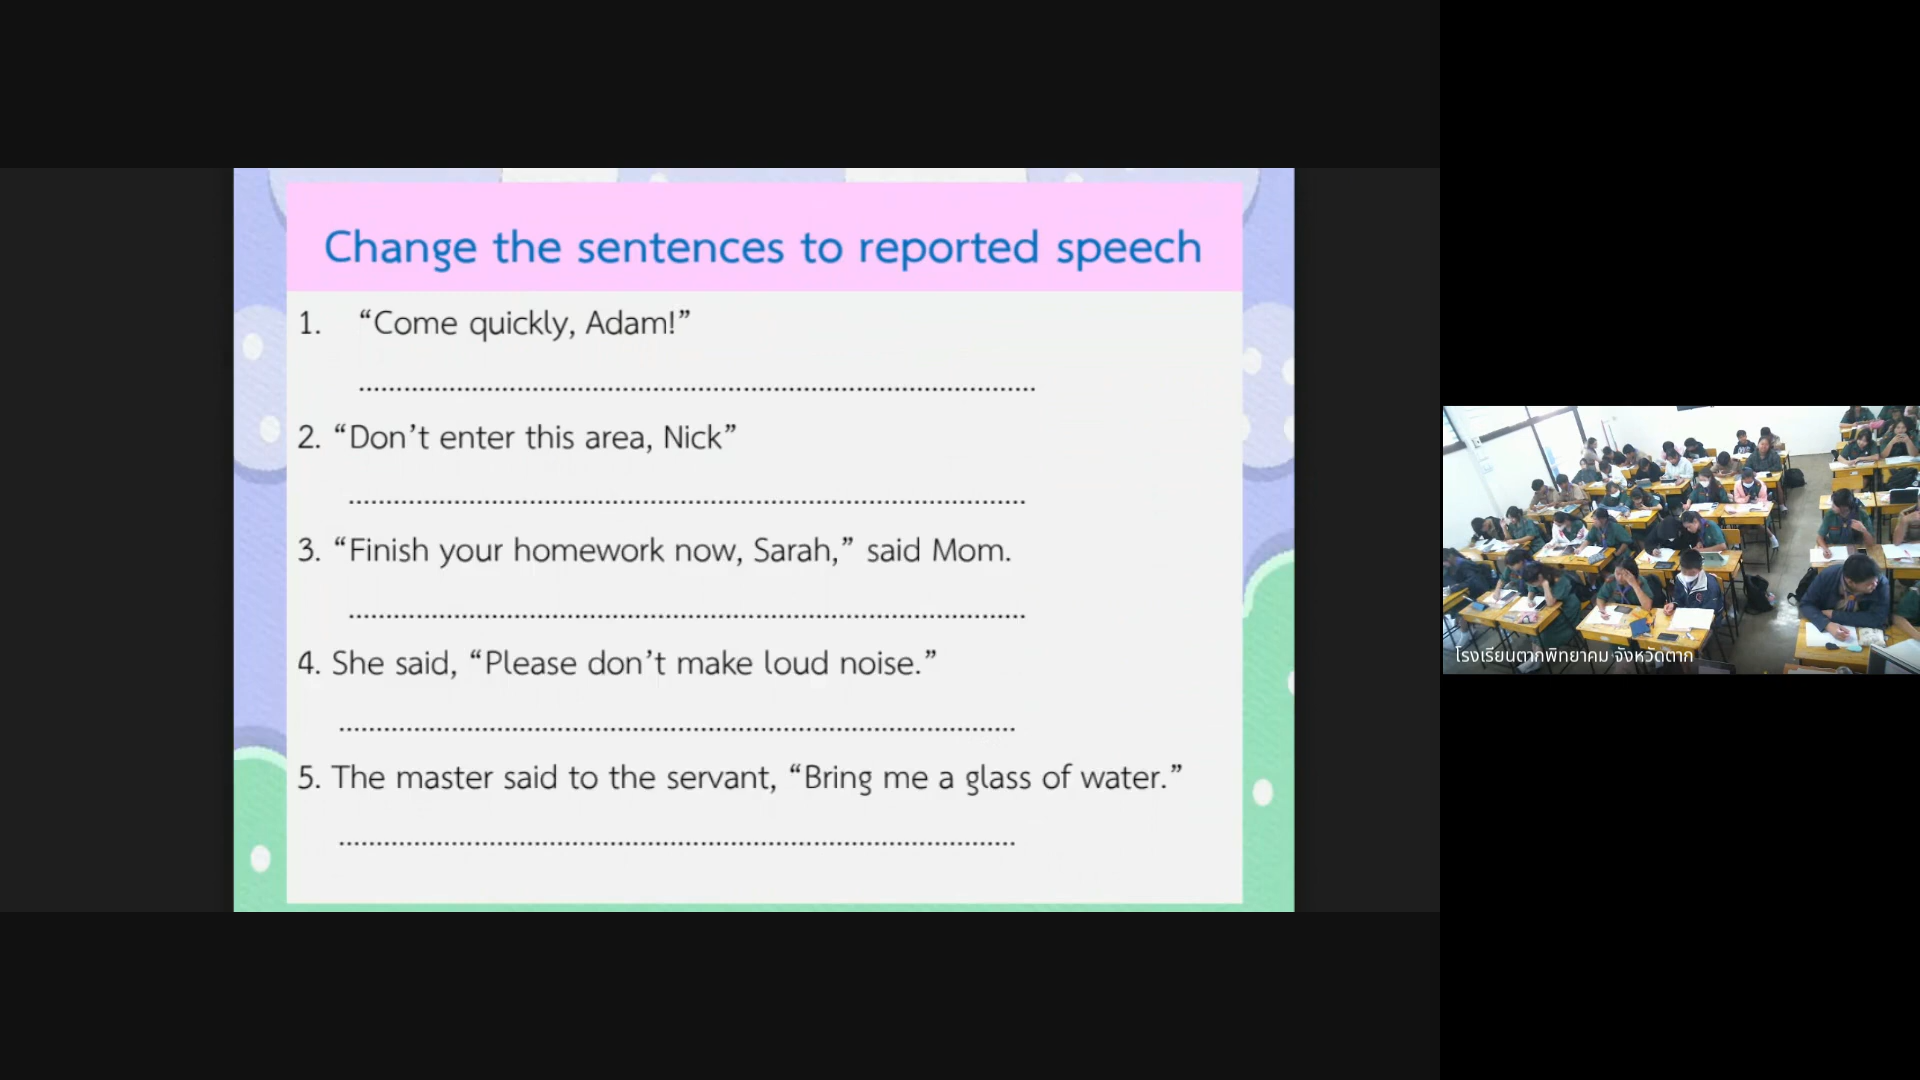 Change the sentences to reported speech
1. “Come quickly, Adam!”
..........................................................................................
2. “Don’t enter this area, Nick”
..........................................................................................
3. “Finish your homework now, Sarah,” said Mom.
..........................................................................................
4. She said, “Please don’t make loud noise.”
..........................................................................................
5. The master said to the servant, “Bring me a glass of water.”
..........................................................................................
โรงเรียนตากพิทยาคม จังหวัดตาก